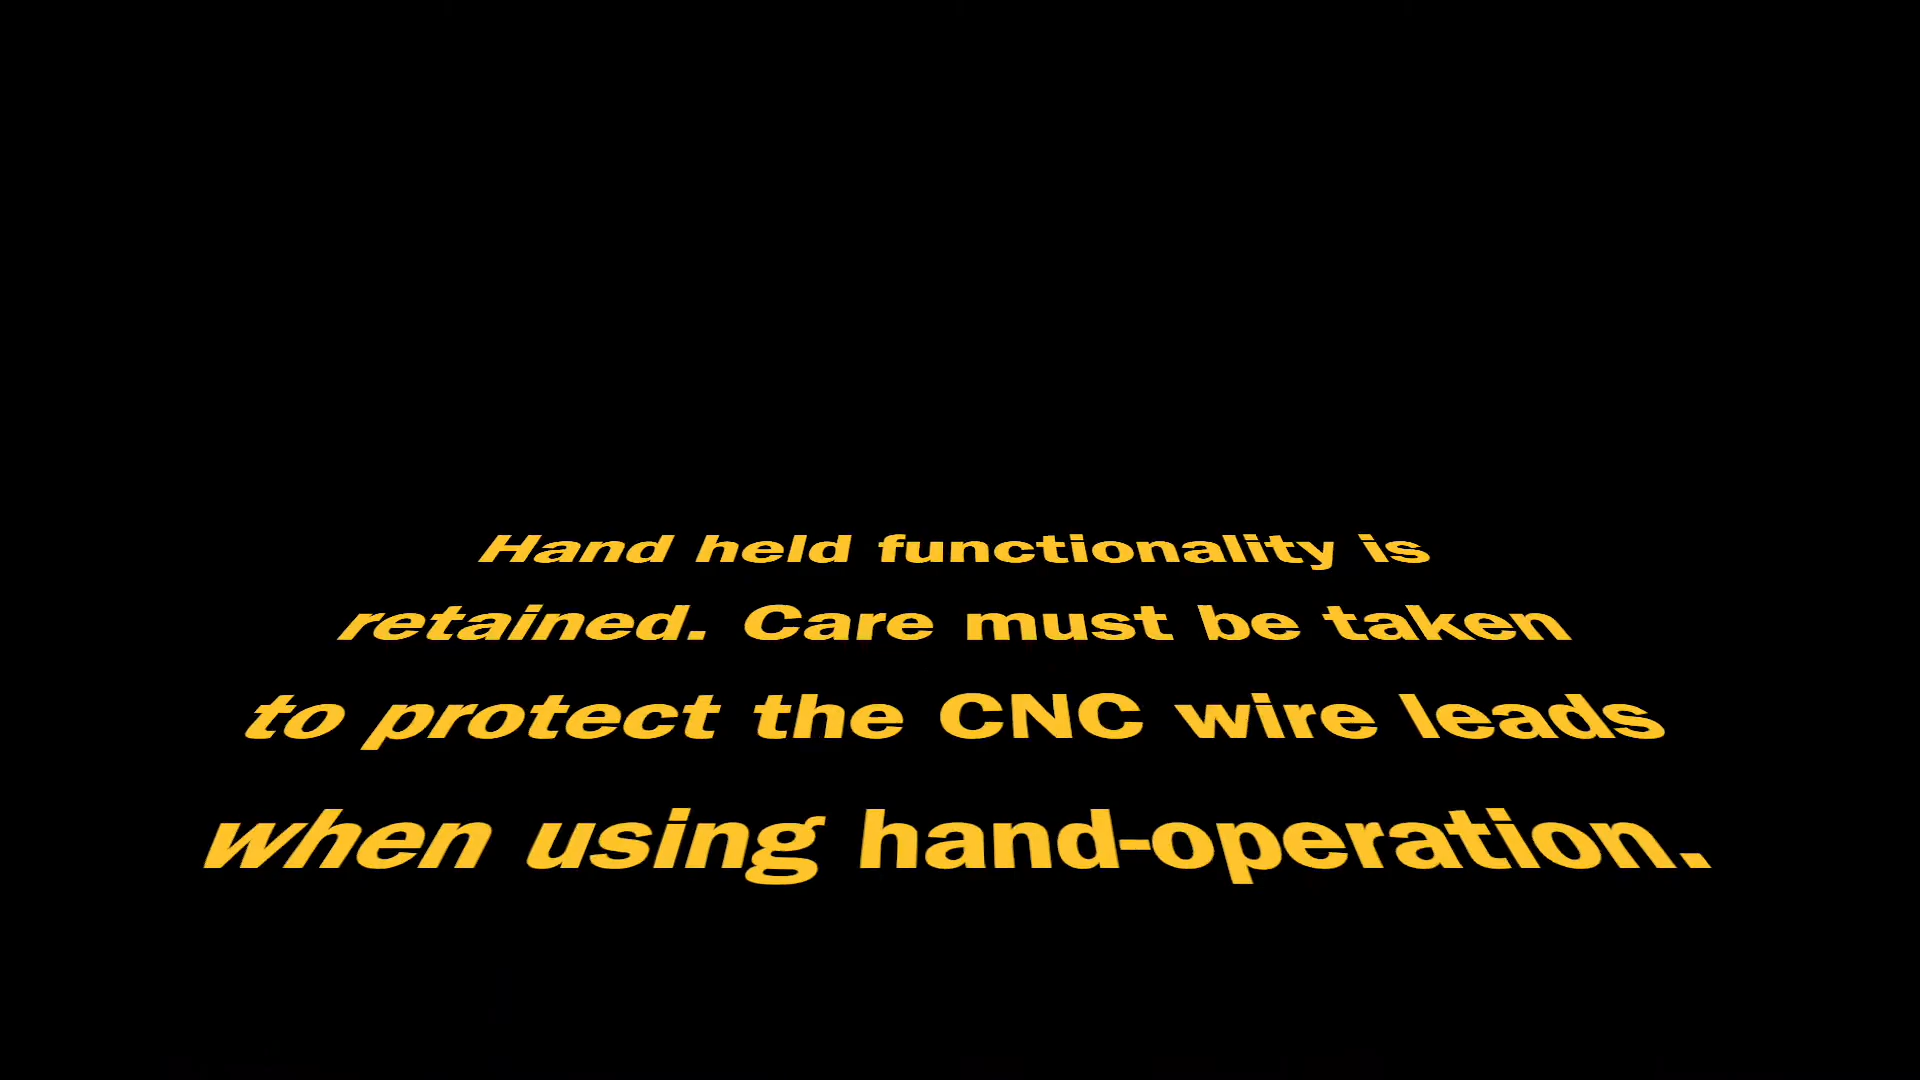 Hand held functionality is
retained. Care must be taken
to protect the CNC wire leads
when using hand-operation.